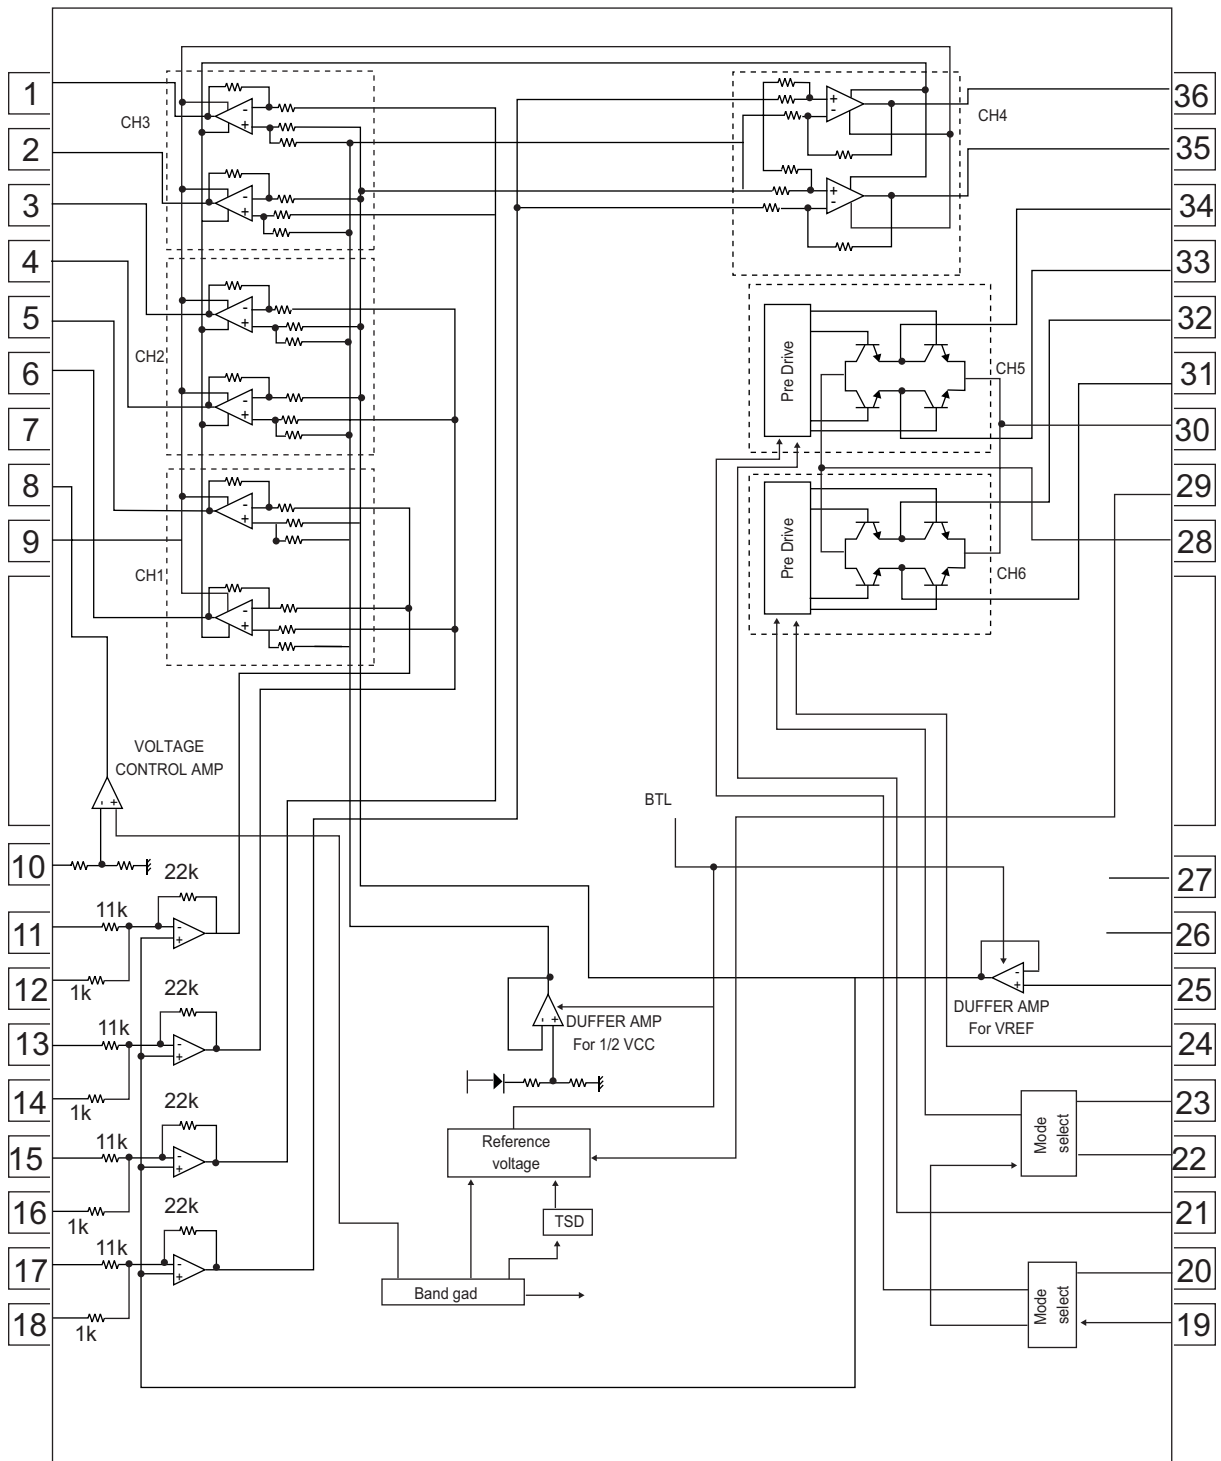 1
2
3
4
5
6
7
8
9
10
11
12
13
14
15
16
17
18
36
35
34
33
32
31
30
29
28
27
26
25
24
23
22
21
20
19
CH3
CH2
CH1
CH4
CH5
CH6
Pre Drive
Pre Drive
- +
- +
- +
- +
- +
- +
+ -
+ -
VOLTAGE
CONTROL AMP
- +
BTL
22k
11k
- +
1k
22k
11k
- +
1k
22k
11k
- +
1k
22k
11k
- +
1k
- +
DUFFER AMP
For 1/2 VCC
- +
DUFFER AMP
For VREF
Reference
voltage
TSD
Band gad
Mode
select
Mode
select